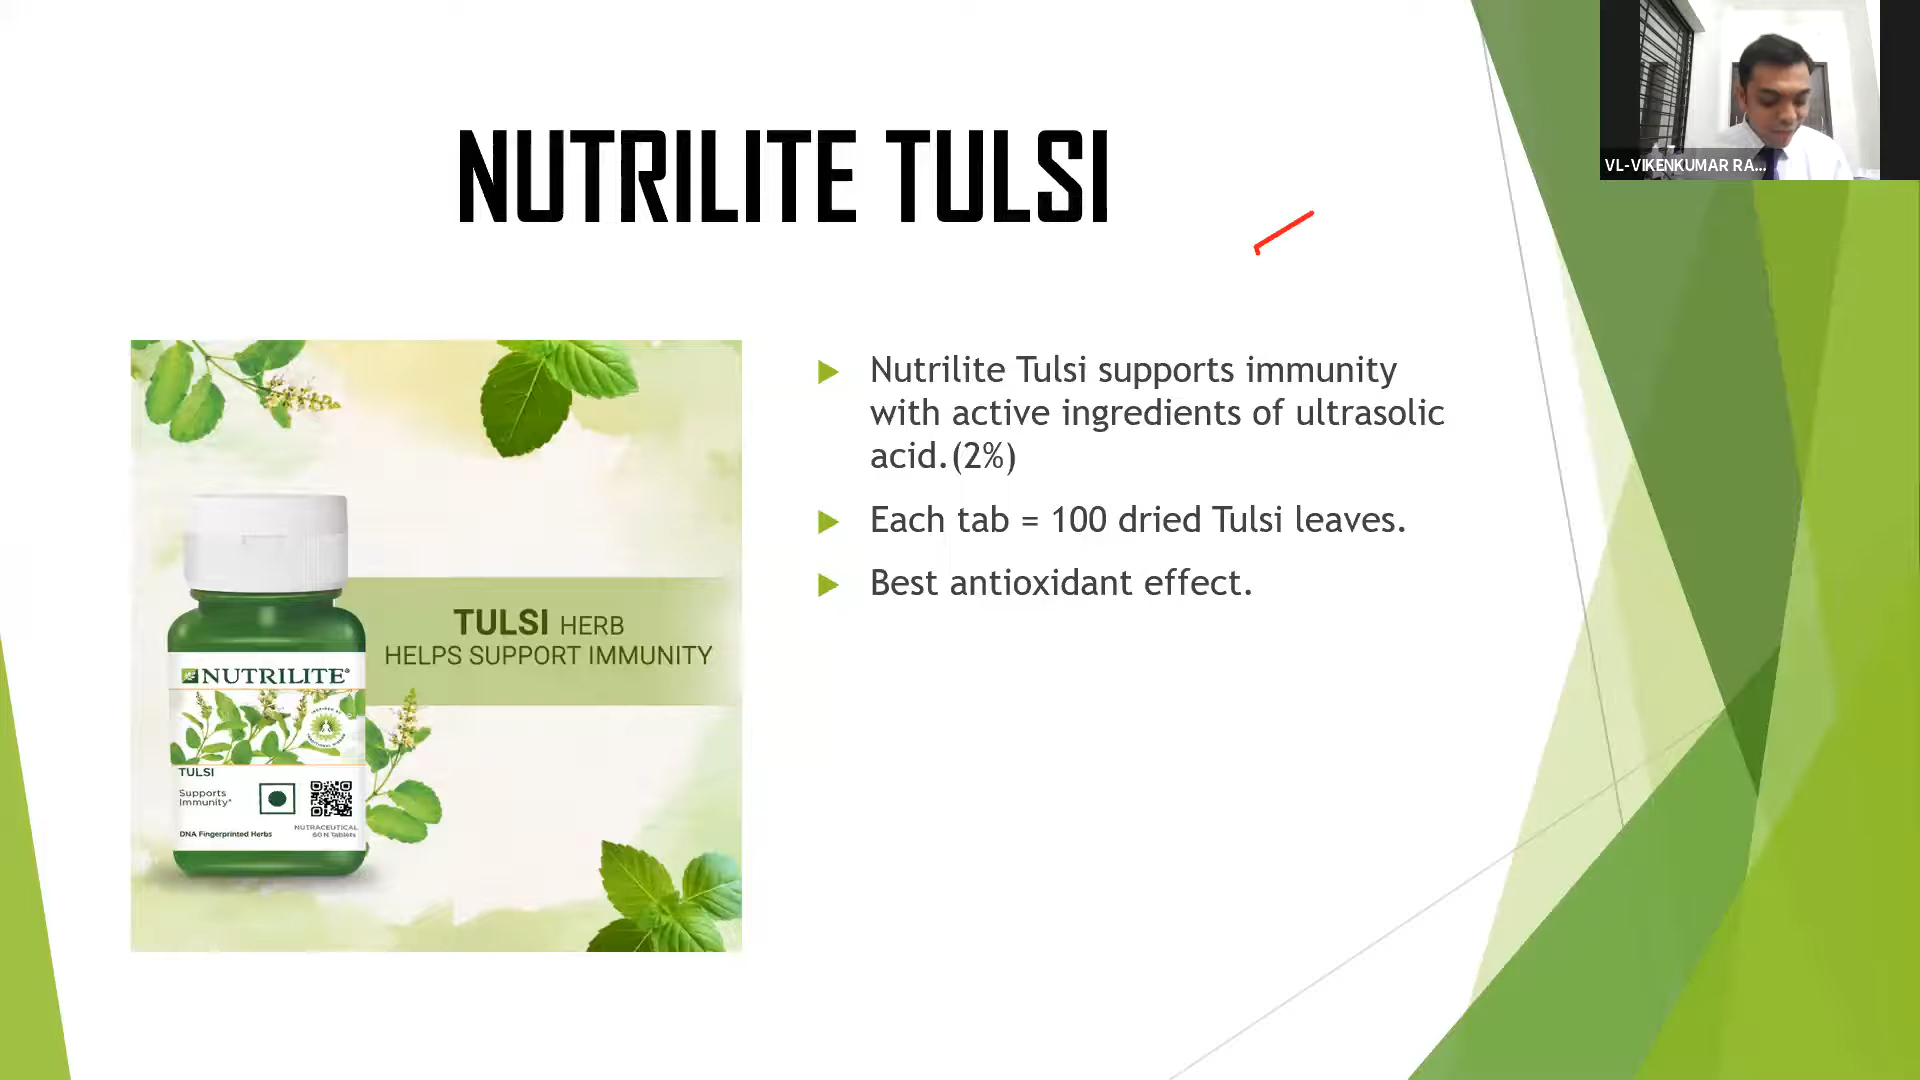 VL-VIKENKUMAR RA...
NUTRILITE TULSI
Nutrilite Tulsi supports immunity
with active ingredients of ultrasolic
acid.(2%)
Each tab = 100 dried Tulsi leaves.
Best antioxidant effect.
TULSI HERB
HELPS SUPPORT IMMUNITY
NUTRILITE®
TULSI
Supports
Immunity*
DNA Fingerprinted Herbs
NUTRACEUTICAL
60 N Tablets